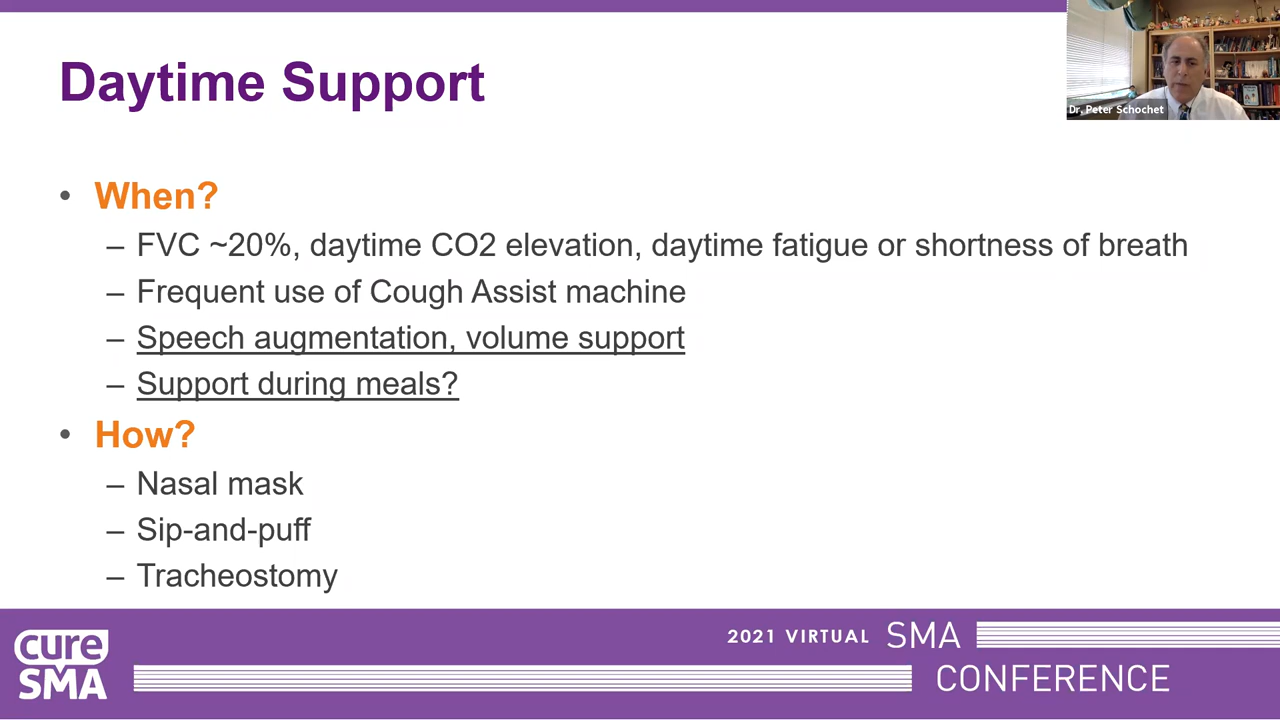 Daytime Support
Dr, Peter Schochet
• When?
– FVC ~20%, daytime CO2 elevation, daytime fatigue or shortness of breath
– Frequent use of Cough Assist machine
– Speech augmentation, volume support
– Support during meals?
• How?
– Nasal mask
– Sip-and-puff
– Tracheostomy
cure
SMA
2021 VIRTUAL SMA
CONFERENCE